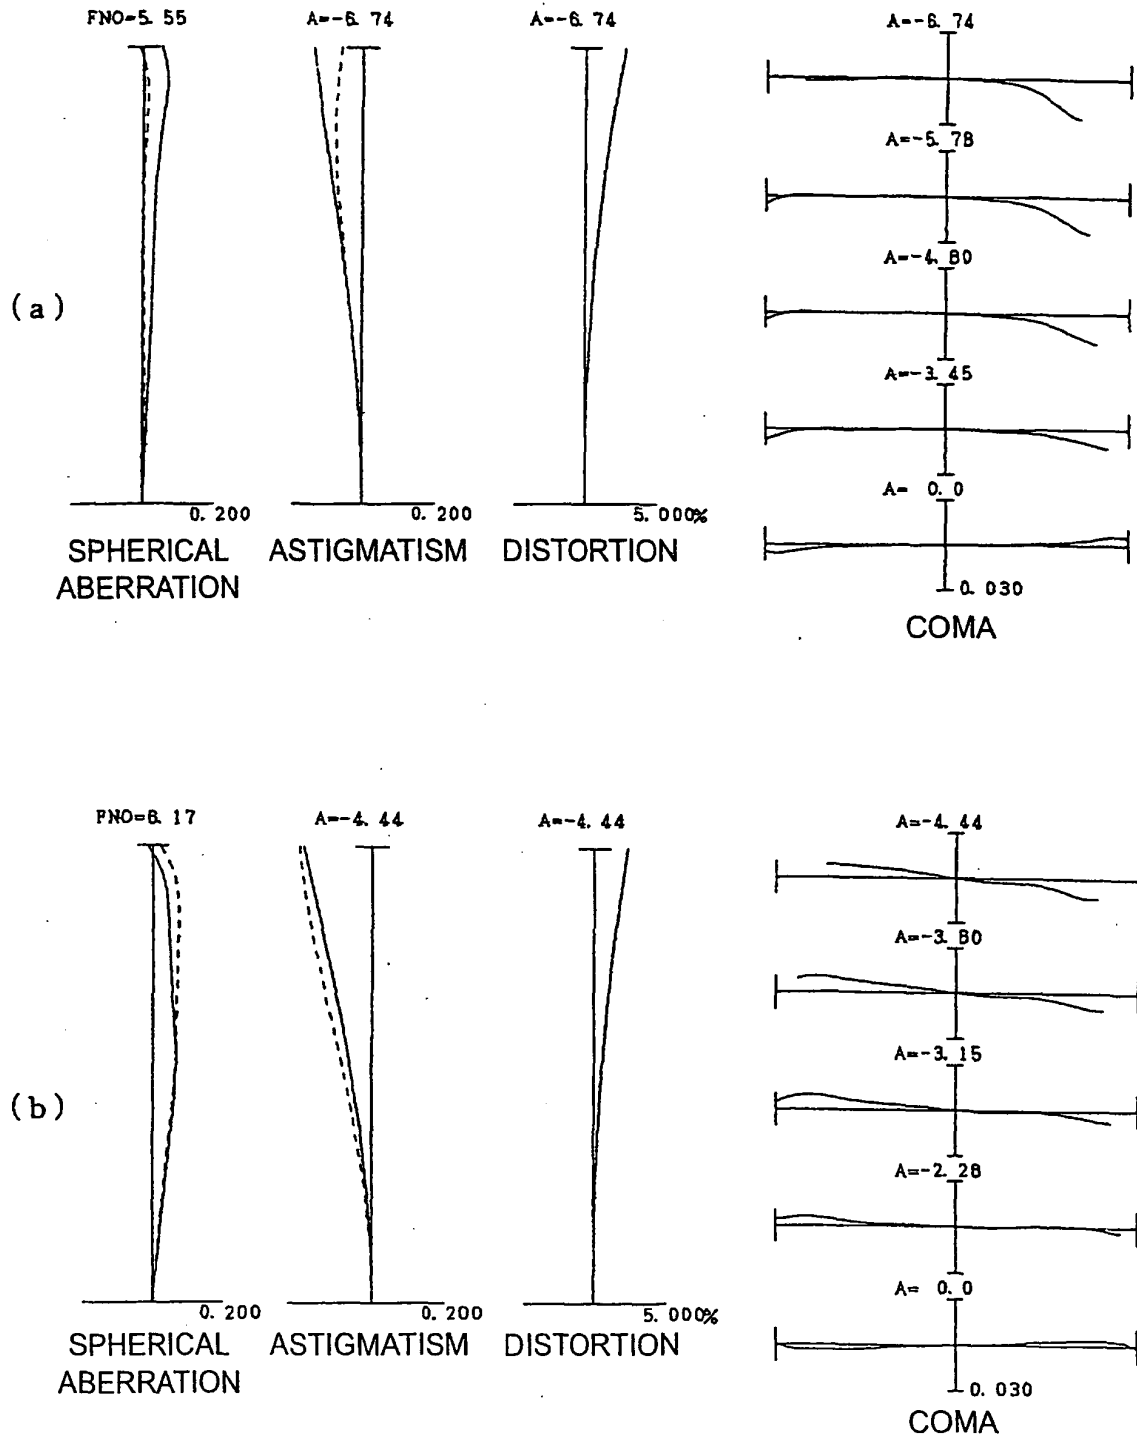 FNO=5. 55
A=-6. 74
A=-6. 74
A=-6. 74
A=-5. 78
A=-4. 80
(a)
A=-3. 45
A= 0. 0
0. 200
0. 200
5. 000%
SPHERICAL ABERRATION
ASTIGMATISM
DISTORTION
0. 030
COMA
FNO=6. 17
A=-4. 44
A=-4. 44
A=-4. 44
A=-3. 80
A=-3. 15
(b)
A=-2. 28
A= 0. 0
0. 200
0. 200
5. 000%
SPHERICAL ABERRATION
ASTIGMATISM
DISTORTION
0. 030
COMA